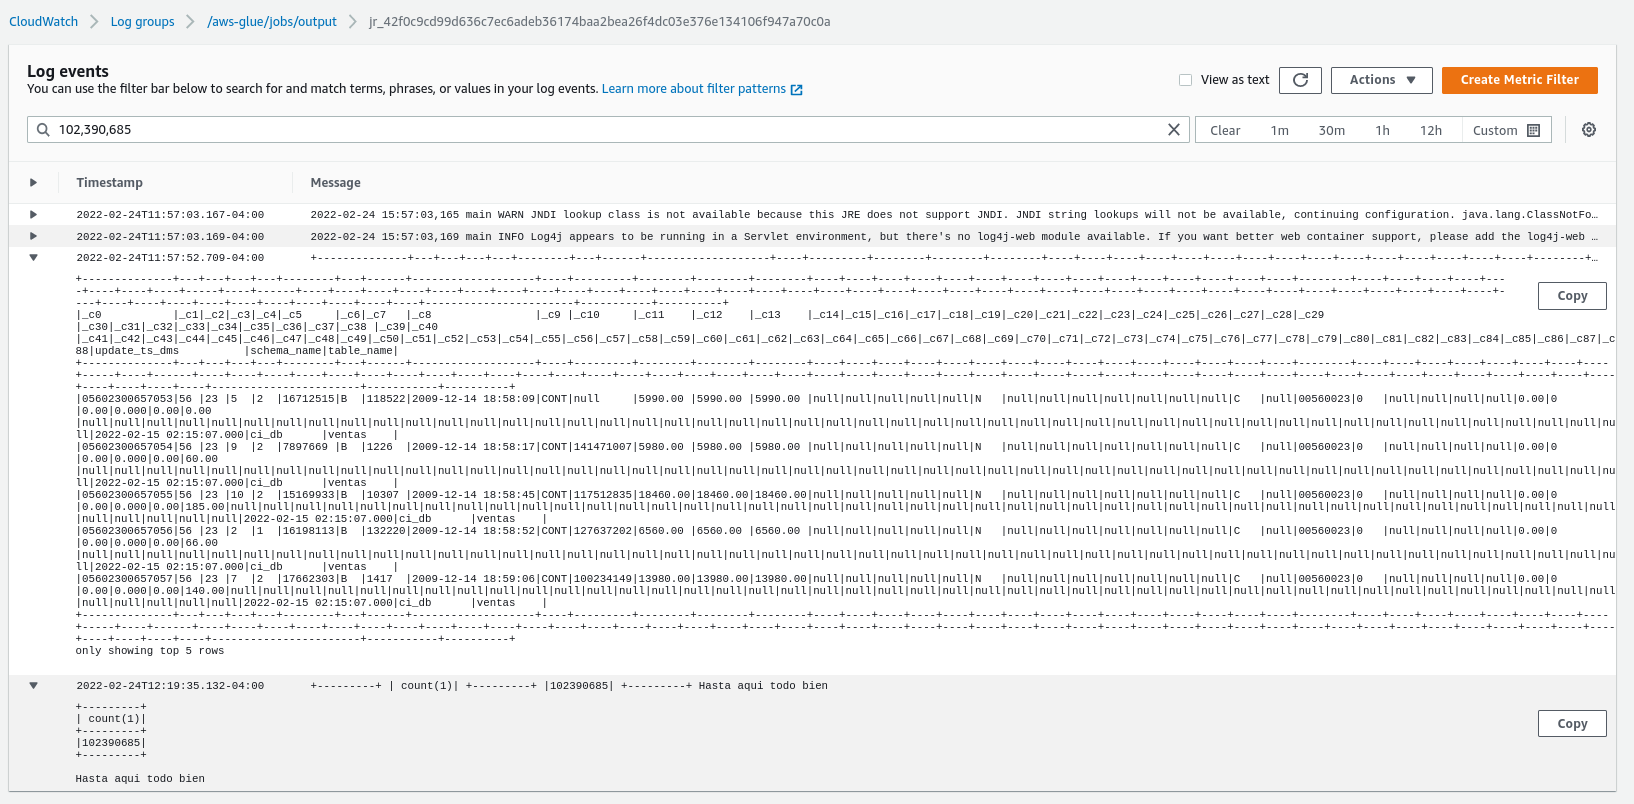 CloudWatch > Log groups > /aws-glue/jobs/output > jr_42f0c9cd99d636c7ec6adeb36174baa2bea26f4dc03e376e134106f947a70c0a
Log events
You can use the filter bar below to search for and match terms, phrases, or values in your log events. Learn more about filter patterns
View as text
Actions
Create Metric Filter
102,390,685
Clear 1m 30m 1h 12h Custom
Timestamp Message
2022-02-24T11:57:03.167-04:00 2022-02-24 15:57:03,165 main WARN JNDI lookup class is not available because this JRE does not support JNDI. JNDI string lookups will not be available, continuing configuration. java.lang.ClassNotFo…
2022-02-24T11:57:03.169-04:00 2022-02-24 15:57:03,169 main INFO Log4j appears to be running in a Servlet environment, but there's no log4j-web module available. If you want better web container support, please add the log4j-web …
2022-02-24T11:57:52.709-04:00
Copy
|_c0 |_c1|_c2|_c3|_c4|_c5 |_c6|_c7 |_c8 |_c9 |_c10 |_c11 |_c12 |_c13 |_c14|_c15|_c16|_c17|_c18|_c19|_c20|_c21|_c22|_c23|_c24|_c25|_c26|_c27|_c28|_c29
|_c30|_c31|_c32|_c33|_c34|_c35|_c36|_c37|_c38 |_c39|_c40
|_c41|_c42|_c43|_c44|_c45|_c46|_c47|_c48|_c49|_c50|_c51|_c52|_c53|_c54|_c55|_c56|_c57|_c58|_c59|_c60|_c61|_c62|_c63|_c64|_c65|_c66|_c67|_c68|_c69|_c70|_c71|_c72|_c73|_c74|_c75|_c76|_c77|_c78|_c79|_c80|_c81|_c82|_c83|_c84|_c85|_c86|_c87|_c
88|update_ts_dms |schema_name|table_name|
|05602300657053|56 |23 |5 |2 |16712515|B |118522|2009-12-14 18:58:09|CONT|null |5990.00 |5990.00 |5990.00 |null|null|null|null|N |null|null|null|null|null|null|null|C |null|00560023|0 |null|null|null|null|0.00|0
|0.00|0.000|0.00|0.00
|null|null|null|null|null|null|null|null|null|null|null|null|null|null|null|null|null|null|null|null|null|null|null|null|null|null|null|null|null|null|null|null|null|null|null|null|null|null|null|null|null|null|null|null|null|null|null|nu
ll|2022-02-15 02:15:07.000|ci_db |ventas |
|05602300657054|56 |23 |9 |2 |7897669 |B |1226 |2009-12-14 18:58:17|CONT|141471007|5980.00 |5980.00 |5980.00 |null|null|null|null|N |null|null|null|null|null|null|null|C |null|00560023|0 |null|null|null|null|0.00|0
|0.00|0.000|0.00|60.00
|null|null|null|null|null|null|null|null|null|null|null|null|null|null|null|null|null|null|null|null|null|null|null|null|null|null|null|null|null|null|null|null|null|null|null|null|null|null|null|null|null|null|null|null|null|null|null|nu
ll|2022-02-15 02:15:07.000|ci_db |ventas |
|05602300657055|56 |23 |10 |2 |15169933|B |10307 |2009-12-14 18:58:45|CONT|117512835|18460.00|18460.00|18460.00|null|null|null|null|N |null|null|null|null|null|null|null|C |null|00560023|0 |null|null|null|null|0.00|0
|0.00|0.000|0.00|185.00|null|null|null|null|null|null|null|null|null|null|null|null|null|null|null|null|null|null|null|null|null|null|null|null|null|null|null|null|null|null|null|null|null|null|null|null|null|null|null|null|null|null|null
|null|null|null|null|null|2022-02-15 02:15:07.000|ci_db |ventas |
|05602300657056|56 |23 |2 |1 |16198113|B |132220|2009-12-14 18:58:52|CONT|127637202|6560.00 |6560.00 |6560.00 |null|null|null|null|N |null|null|null|null|null|null|null|C |null|00560023|0 |null|null|null|null|0.00|0
|0.00|0.000|0.00|66.00
|null|null|null|null|null|null|null|null|null|null|null|null|null|null|null|null|null|null|null|null|null|null|null|null|null|null|null|null|null|null|null|null|null|null|null|null|null|null|null|null|null|null|null|null|null|null|null|nu
ll|2022-02-15 02:15:07.000|ci_db |ventas |
|05602300657057|56 |23 |7 |2 |17662303|B |1417 |2009-12-14 18:59:06|CONT|100234149|13980.00|13980.00|13980.00|null|null|null|null|N |null|null|null|null|null|null|null|C |null|00560023|0 |null|null|null|null|0.00|0
|0.00|0.000|0.00|140.00|null|null|null|null|null|null|null|null|null|null|null|null|null|null|null|null|null|null|null|null|null|null|null|null|null|null|null|null|null|null|null|null|null|null|null|null|null|null|null|null|null|null|null
|null|null|null|null|null|2022-02-15 02:15:07.000|ci_db |ventas |
only showing top 5 rows
2022-02-24T12:19:35.132-04:00 +---------+ | count(1)| +---------+ |102390685| +---------+ Hasta aqui todo bien
+---------+
| count(1)|
+---------+
|102390685|
+---------+
Copy
Hasta aqui todo bien